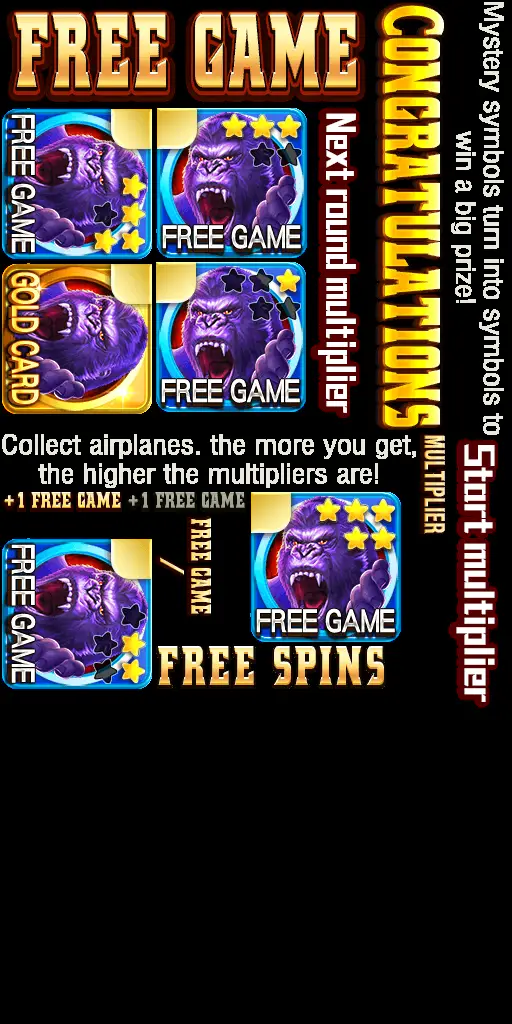 FREE GAME
CONGRATULATIONS
Mystery symbols turn into symbols to
win a big prize!
FREE GAME
FREE GAME
Next round multiplier
GOLD CARD
FREE GAME
Collect airplanes. the more you get,
the higher the multipliers are!
MULTIPLIER
Start multiplier
+1 FREE GAME
+1 FREE GAME
FREE GAME
/
FREE GAME
FREE GAME
FREE SPINS